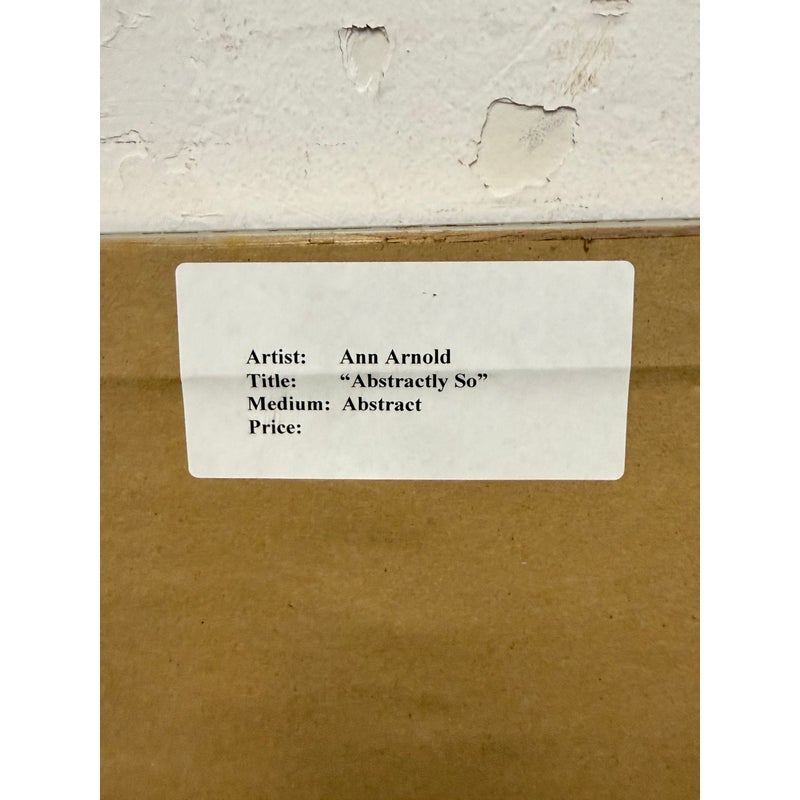 Artist: Ann Arnold
Title: “Abstractly So”
Medium: Abstract
Price: